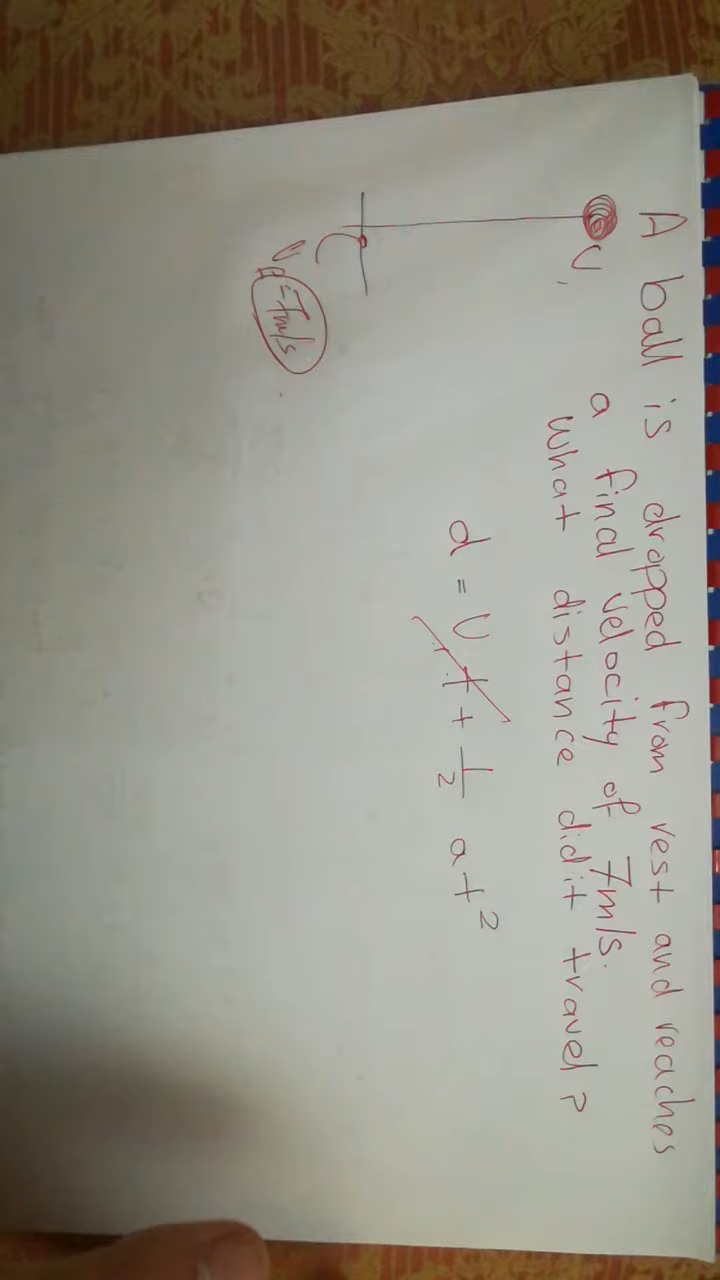 A ball is dropped from rest and reaches
a final velocity of 7m/s.
What distance did it travel?
V,
d = Vt + 1/2 at²
= 7m/s